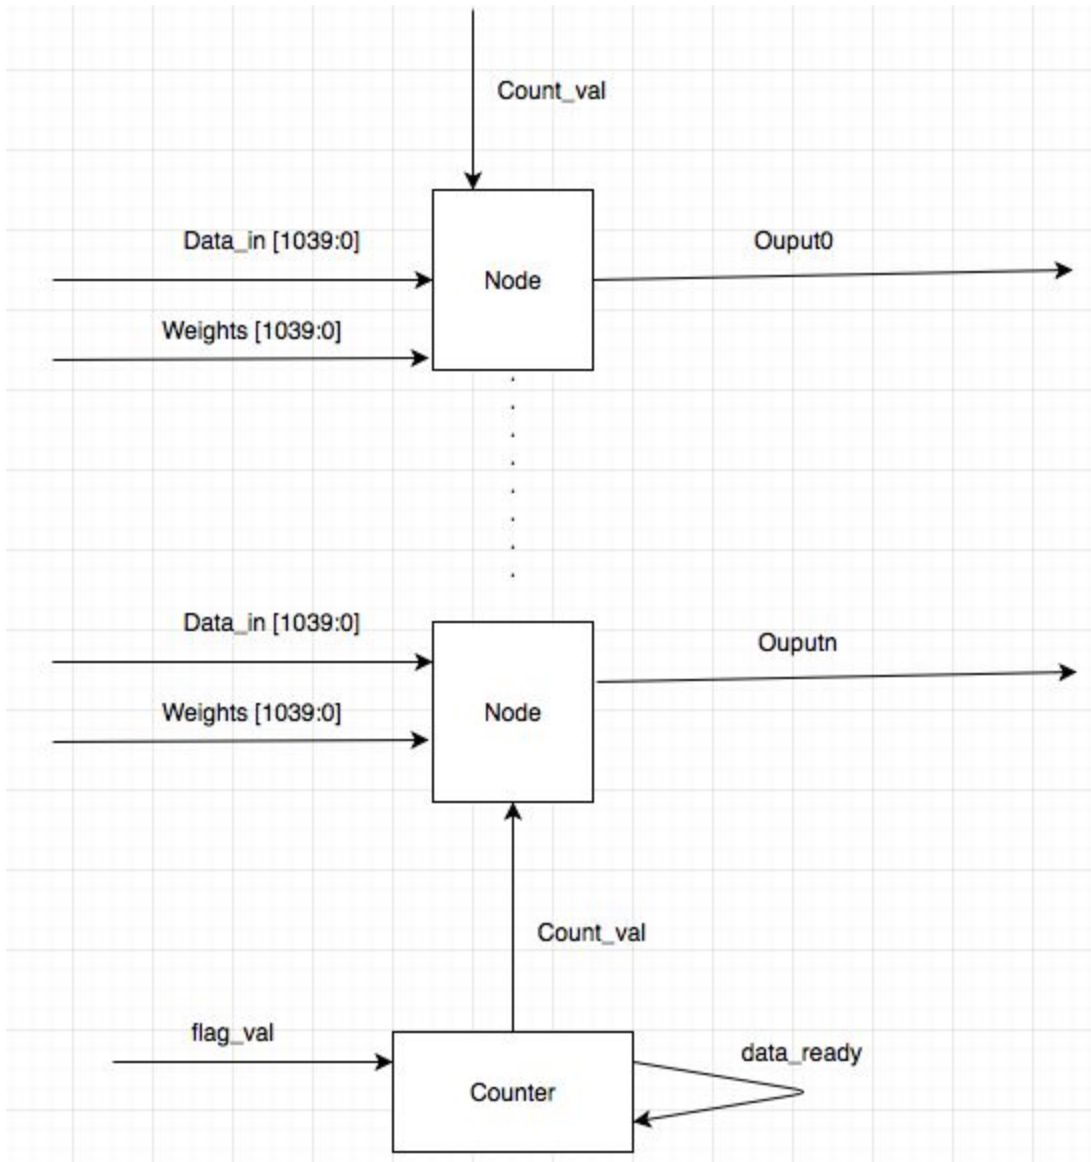 Count_val
Data_in [1039:0]
Ouput0
Node
Weights [1039:0]
Data_in [1039:0]
Ouputn
Weights [1039:0]
Node
Count_val
flag_val
data_ready
Counter